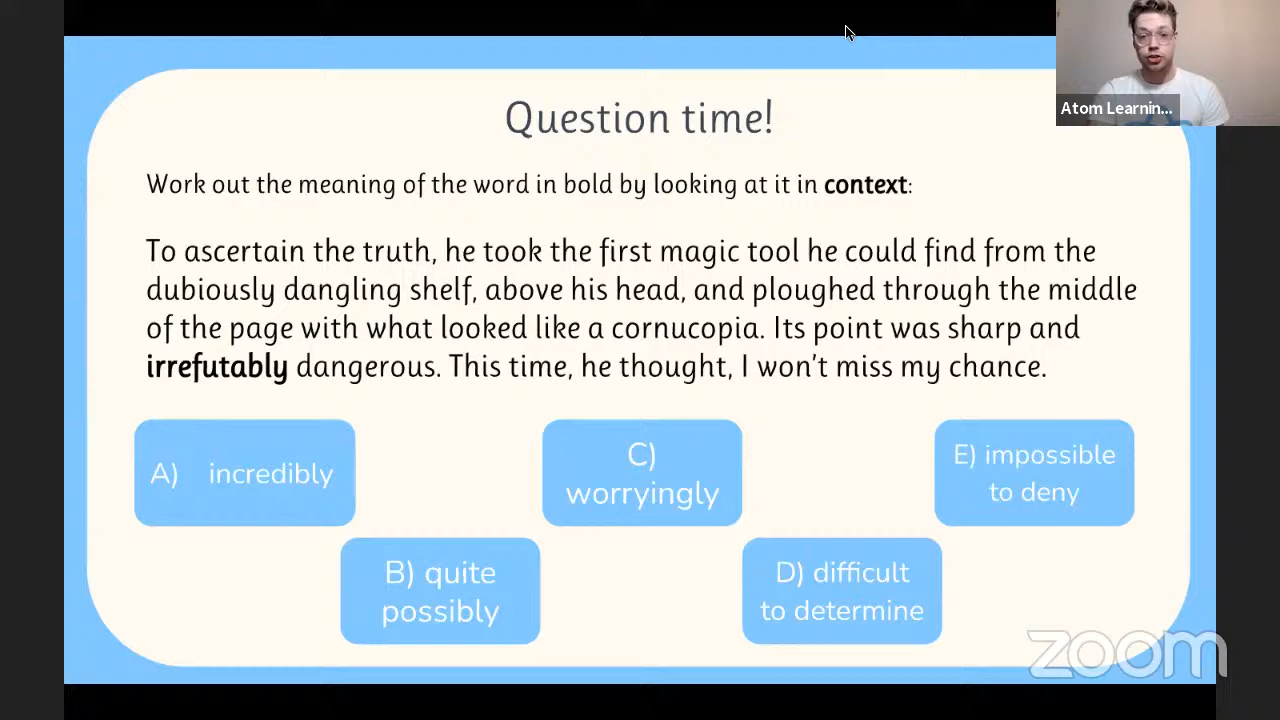 Atom Learnin...
Question time!
Work out the meaning of the word in bold by looking at it in context:
To ascertain the truth, he took the first magic tool he could find from the
dubiously dangling shelf, above his head, and ploughed through the middle
of the page with what looked like a cornucopia. Its point was sharp and
irrefutably dangerous. This time, he thought, I won't miss my chance.
A) incredibly
C)
worryingly
E) impossible
to deny
B) quite
possibly
D) difficult
to determine
zoom